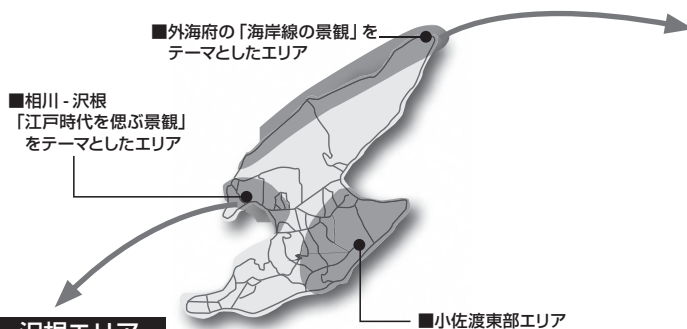 ■外海府の「海岸線の景観」を
テーマとしたエリア
■相川 - 沢根
「江戸時代を偲ぶ景観」
をテーマとしたエリア
■小佐渡東部エリア
沢根エリア